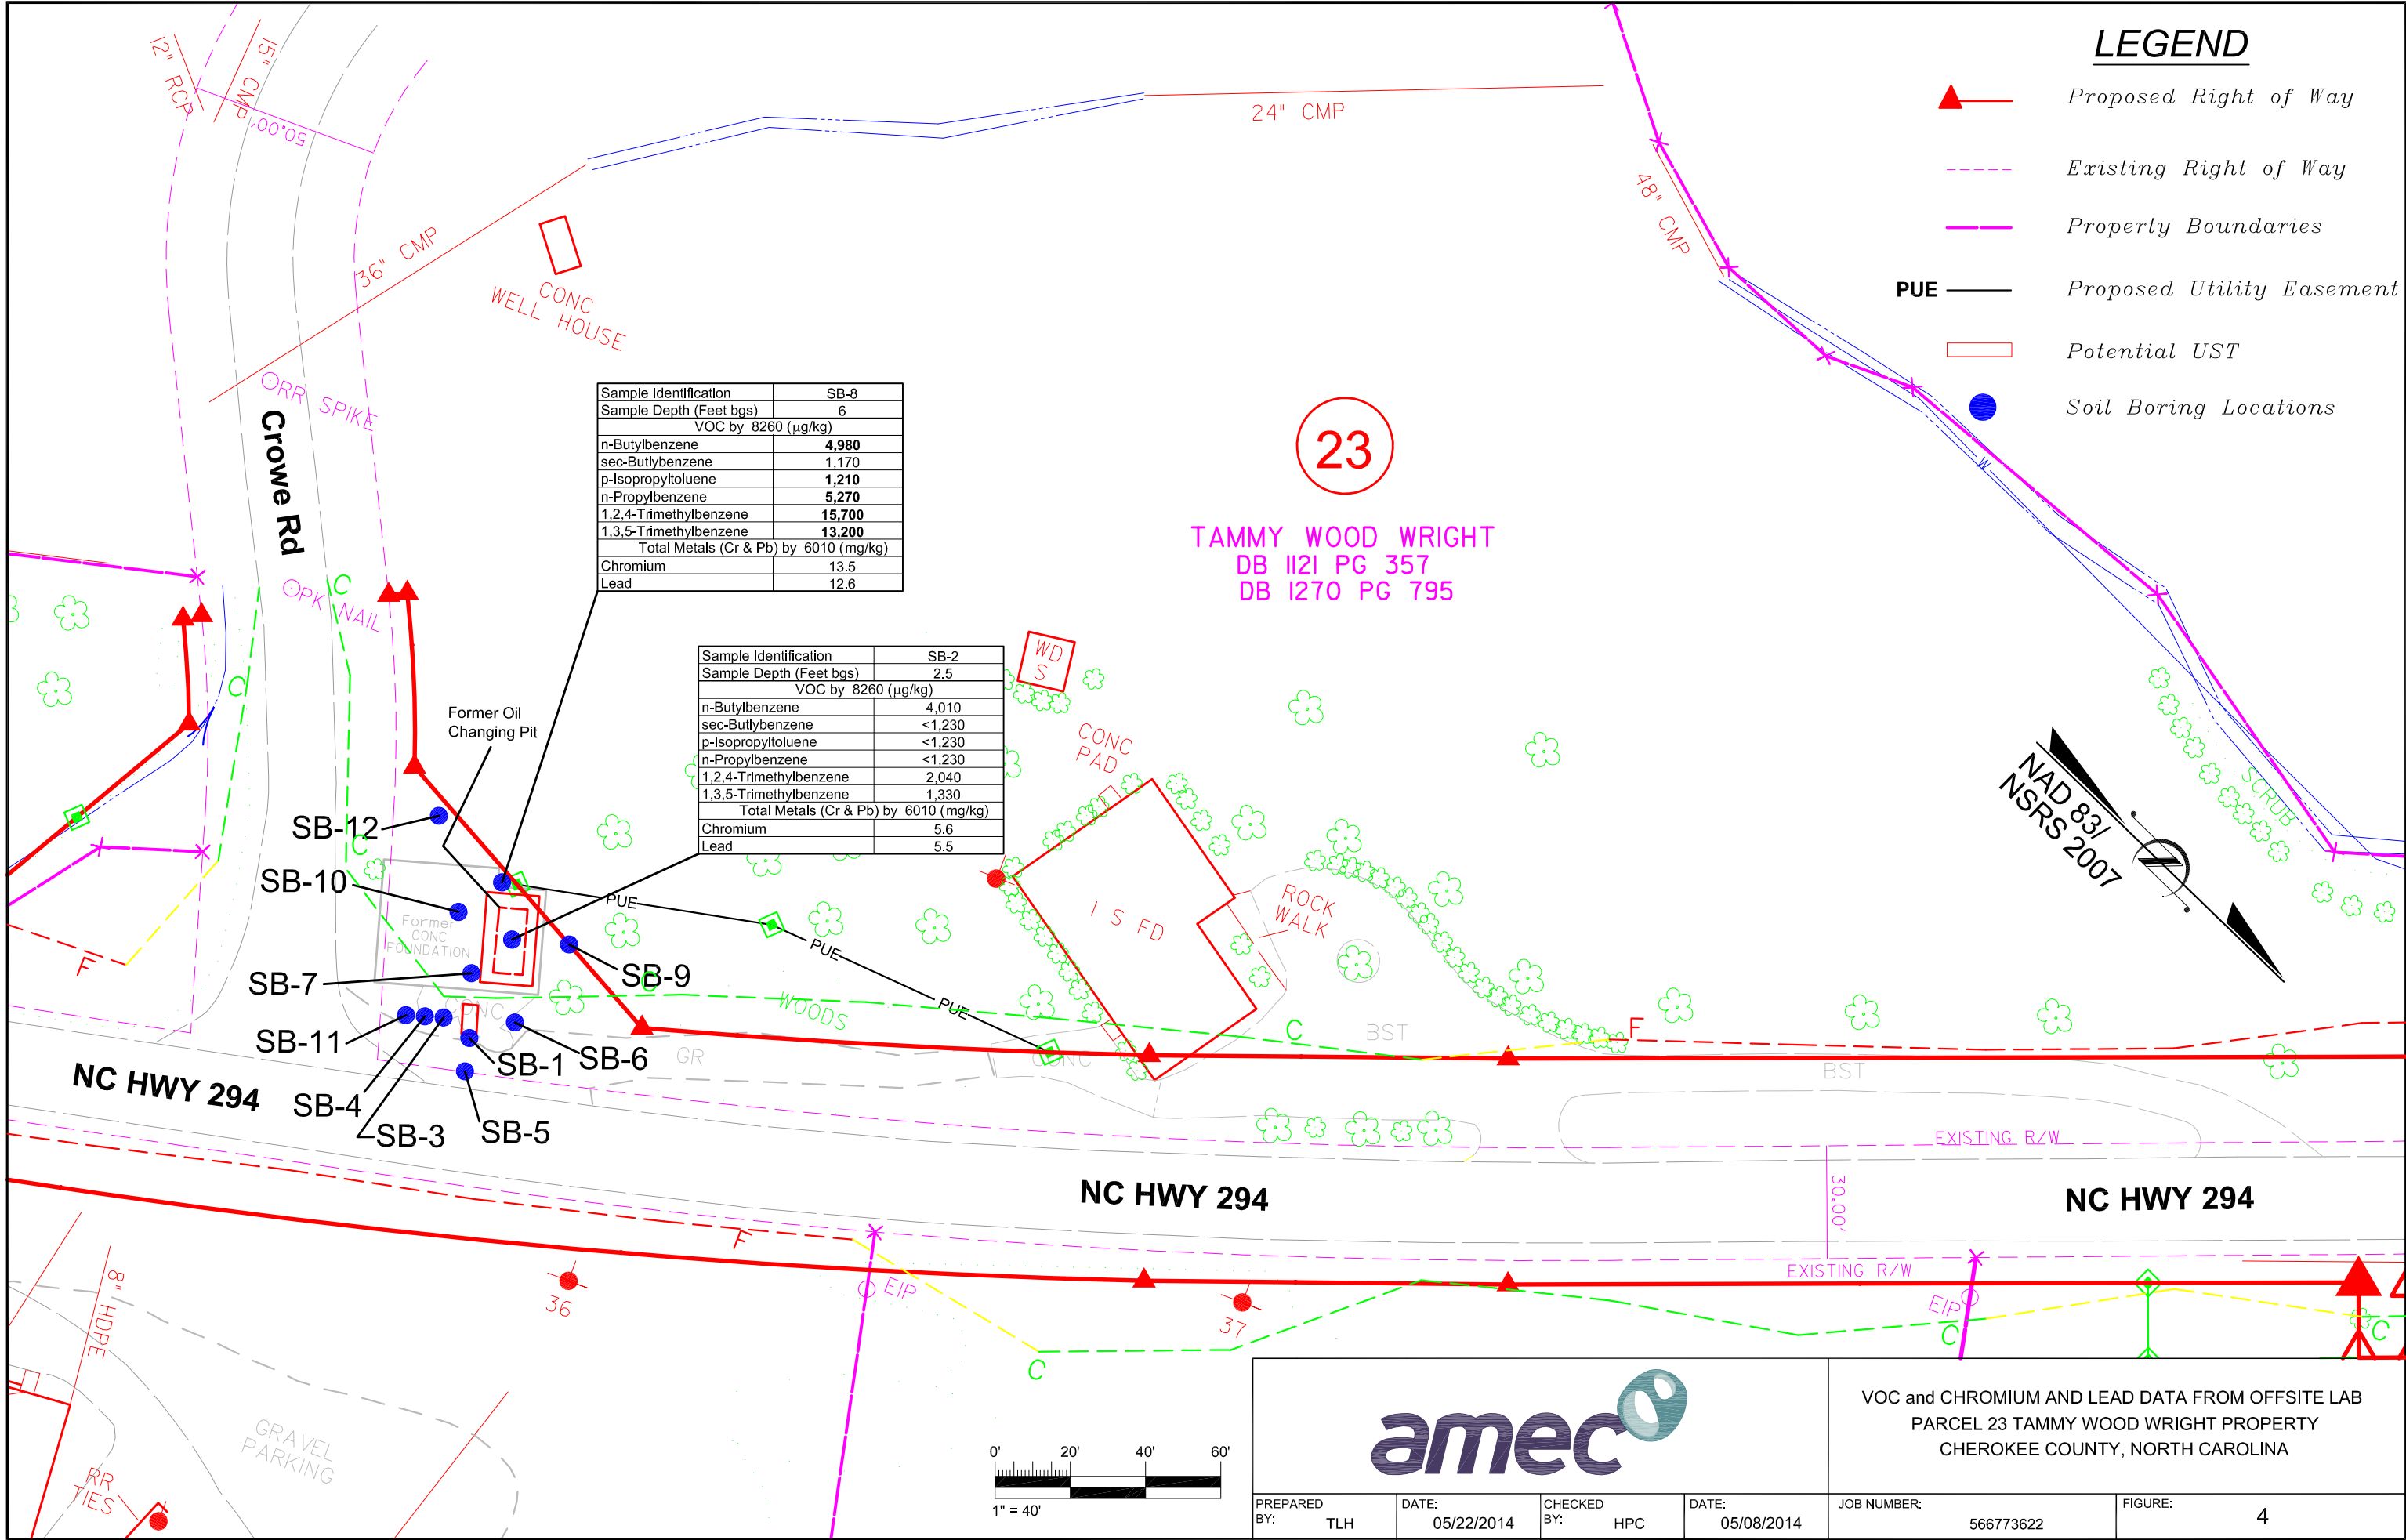 LEGEND
Proposed Right of Way
Existing Right of Way
Property Boundaries
PUE Proposed Utility Easement
Potential UST
Soil Boring Locations
12" RCP
15" CMP
50.00'
24" CMP
48" CMP
36" CMP
CONC
WELL HOUSE
RR SPIKE
Crowe Rd
PK NAIL
C
C
Sample Identification SB-8
Sample Depth (Feet bgs) 6
VOC by 8260 (µg/kg)
n-Butylbenzene 4,980
sec-Butlybenzene 1,170
p-Isopropyltoluene 1,210
n-Propylbenzene 5,270
1,2,4-Trimethylbenzene 15,700
1,3,5-Trimethylbenzene 13,200
Total Metals (Cr & Pb) by 6010 (mg/kg)
Chromium 13.5
Lead 12.6
23
TAMMY WOOD WRIGHT
DB 1121 PG 357
DB 1270 PG 795
W
Sample Identification SB-2
Sample Depth (Feet bgs) 2.5
VOC by 8260 (µg/kg)
n-Butylbenzene 4,010
sec-Butlybenzene <1,230
p-Isopropyltoluene <1,230
n-Propylbenzene <1,230
1,2,4-Trimethylbenzene 2,040
1,3,5-Trimethylbenzene 1,330
Total Metals (Cr & Pb) by 6010 (mg/kg)
Chromium 5.6
Lead 5.5
WD
S
Former Oil
Changing Pit
CONC
PAD
NAD 83/
NSRS 2007
SCRUB
SB-12
C
SB-10
Former
CONC
FOUNDATION
PUE
PUE
PUE
I S FD
ROCK
WALK
F
SB-7
SB-9
C
CONC
WOODS
SB-11
SB-1
SB-6
GR
CONC
C
BST
F
BST
NC HWY 294
SB-4
SB-3
SB-5
EXISTING R/W
30.00'
NC HWY 294
NC HWY 294
F
EXISTING R/W
8" HDPE
36
EIP
37
EIP
C
C
C
GRAVEL
PARKING
RR
TIES
0' 20' 40' 60'
1" = 40'
amec
VOC and CHROMIUM AND LEAD DATA FROM OFFSITE LAB
PARCEL 23 TAMMY WOOD WRIGHT PROPERTY
CHEROKEE COUNTY, NORTH CAROLINA
PREPARED BY: TLH
DATE: 05/22/2014
CHECKED BY: HPC
DATE: 05/08/2014
JOB NUMBER: 566773622
FIGURE: 4